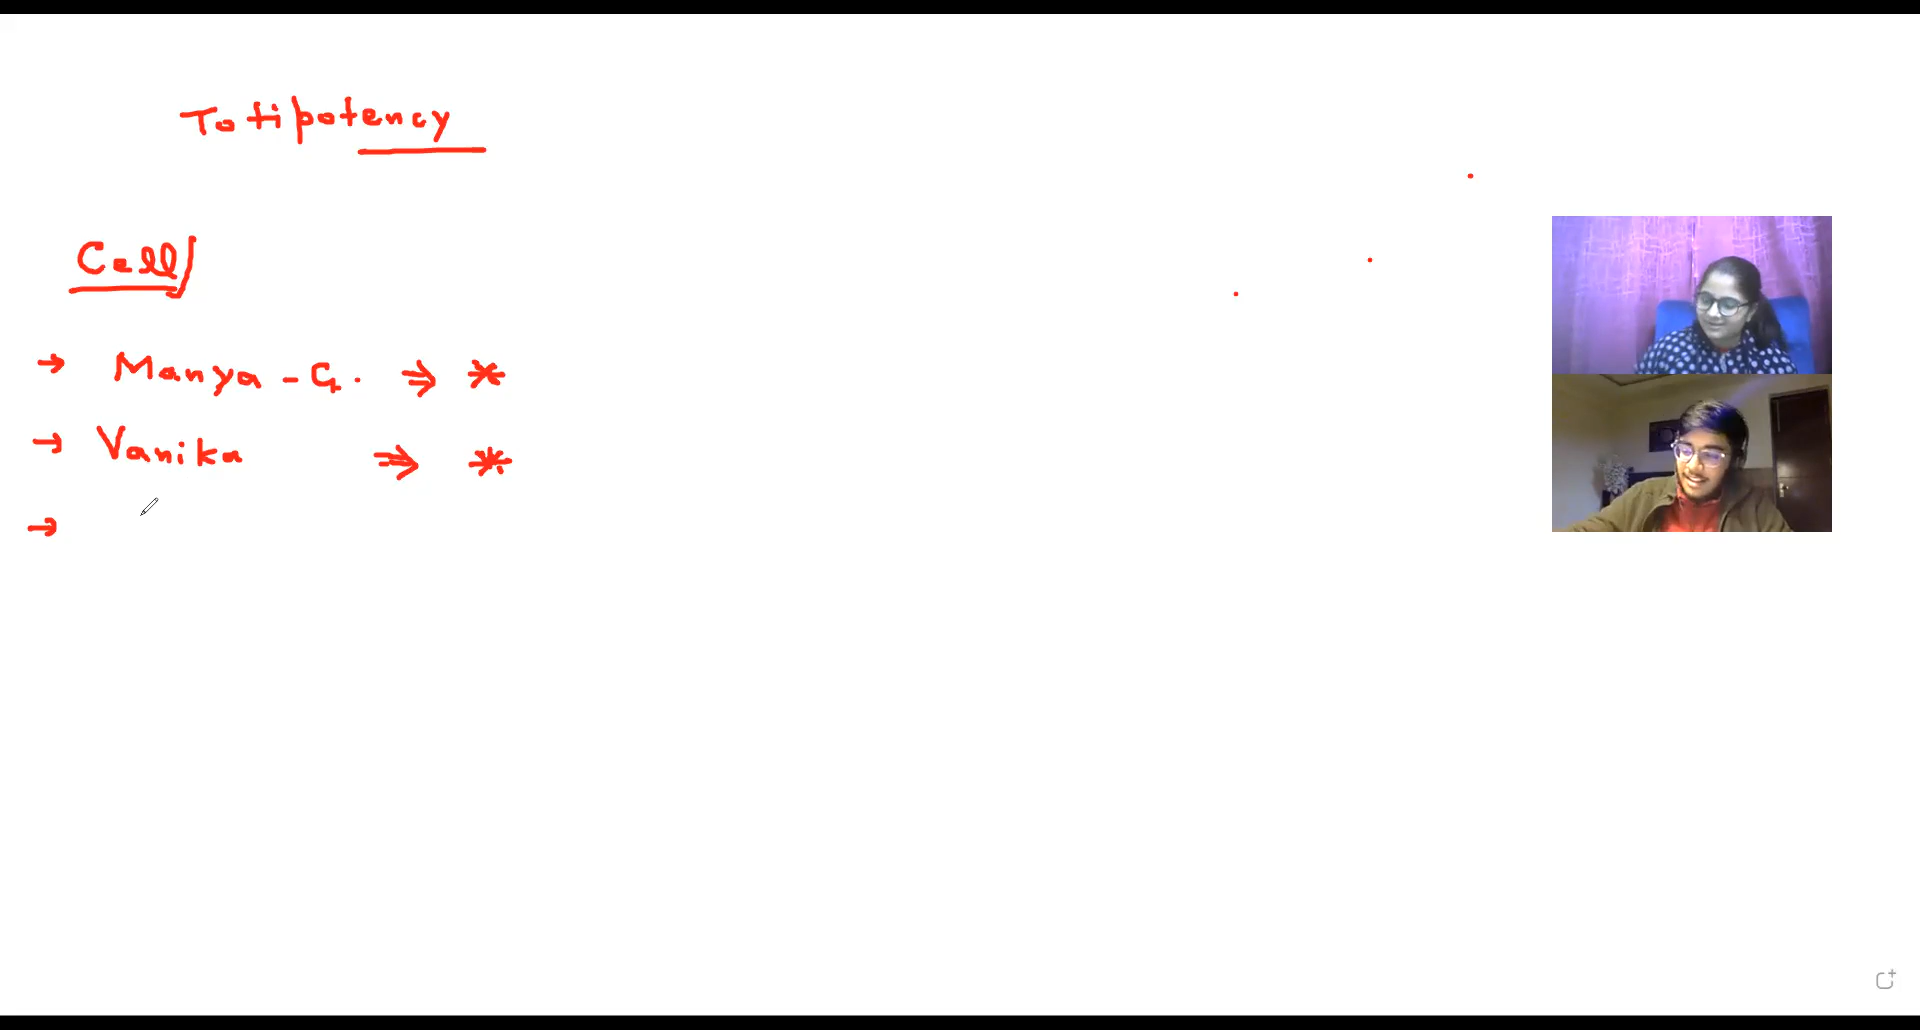 Totipotency
Cell
→ Manya - G. ⇒ *
→ Vanika ⇒ *
→